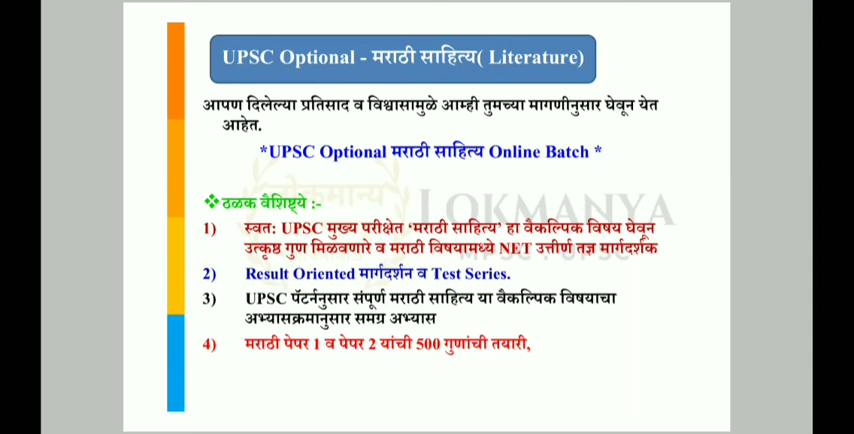 UPSC Optional - मराठी साहित्य( Literature)
आपण दिलेल्या प्रतिसाद व विश्वासामुळे आम्ही तुमच्या मागणीनुसार घेवून येत
आहेत.
*UPSC Optional मराठी साहित्य Online Batch *
❖ठळक वैशिष्ट्ये :-
1) स्वत: UPSC मुख्य परीक्षेत ‘मराठी साहित्य’ हा वैकल्पिक विषय घेवून
उत्कृष्ठ गुण मिळवणारे व मराठी विषयामध्ये NET उत्तीर्ण तज्ञ मार्गदर्शक
2) Result Oriented मार्गदर्शन व Test Series.
3) UPSC पॅटर्ननुसार संपूर्ण मराठी साहित्य या वैकल्पिक विषयाचा
अभ्यासक्रमानुसार समग्र अभ्यास
4) मराठी पेपर 1 व पेपर 2 यांची 500 गुणांची तयारी,
लोकमान्य
LOKMANYA
MPSC : UPSC